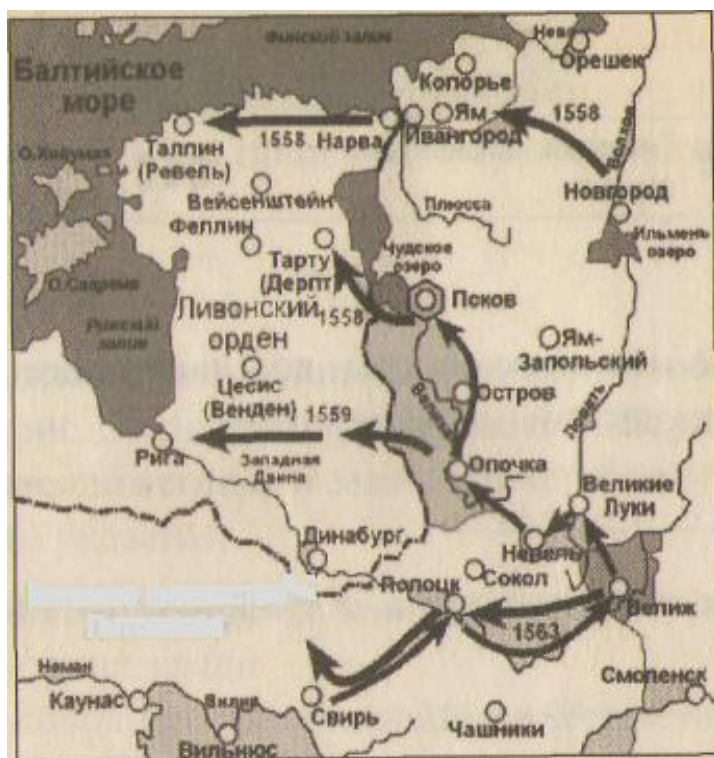 Финский залив
Нева
Орешек
Балтийское
море
Копорье
Ям
1558
1558
Нарва
Ивангород
Таллин
(Ревель)
О.Хиіумаа
Волхов
Новгород
Вейсенштейн
Плюсса
Феллин
Ильмень
озеро
Чудское
озеро
Тарту
(Дерпт)
О.Сарема
Псков
1558
Ливонский
орден
Рижский
залив
Ям-
Запольский
Цесис
(Венден)
Остров
Ловать
1559
Рига
Западная
Двина
Опочка
Великие
Луки
Динабург
Невель
Сокол
Полоцк
Велиж
1563
Неман
Смоленск
Каунас
Вилия
Свирь
Чашники
Вильнюс